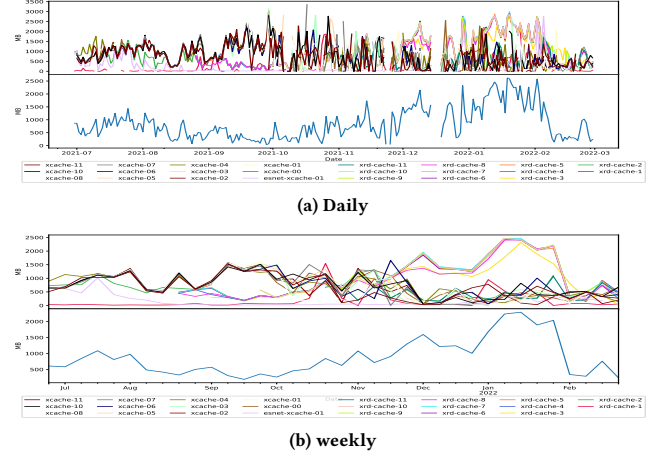 3500
3000
2500
2000
1500
1000
500
0
MB
2500
2000
1500
1000
500
0
MB
2021-07 2021-08 2021-09 2021-10 2021-11 2021-12 2022-01 2022-02 2022-03
Date
xcache-11 xcache-07 xcache-04 xcache-01 xrd-cache-11 xrd-cache-8 xrd-cache-5 xrd-cache-2
xcache-10 xcache-06 xcache-03 xcache-00 xrd-cache-10 xrd-cache-7 xrd-cache-4 xrd-cache-1
xcache-08 xcache-05 xcache-02 esnet-xcache-01 xrd-cache-9 xrd-cache-6 xrd-cache-3
(a) Daily
2500
2000
1500
1000
500
0
MB
2000
1500
1000
500
0
MB
Jul Aug Sep Oct Nov Dec Jan Feb
2022
xcache-11 xcache-07 xcache-04 xcache-01 xrd-cache-11 xrd-cache-8 xrd-cache-5 xrd-cache-2
xcache-10 xcache-06 xcache-03 xcache-00 xrd-cache-10 xrd-cache-7 xrd-cache-4 xrd-cache-1
xcache-08 xcache-05 xcache-02 esnet-xcache-01 xrd-cache-9 xrd-cache-6 xrd-cache-3
(b) weekly